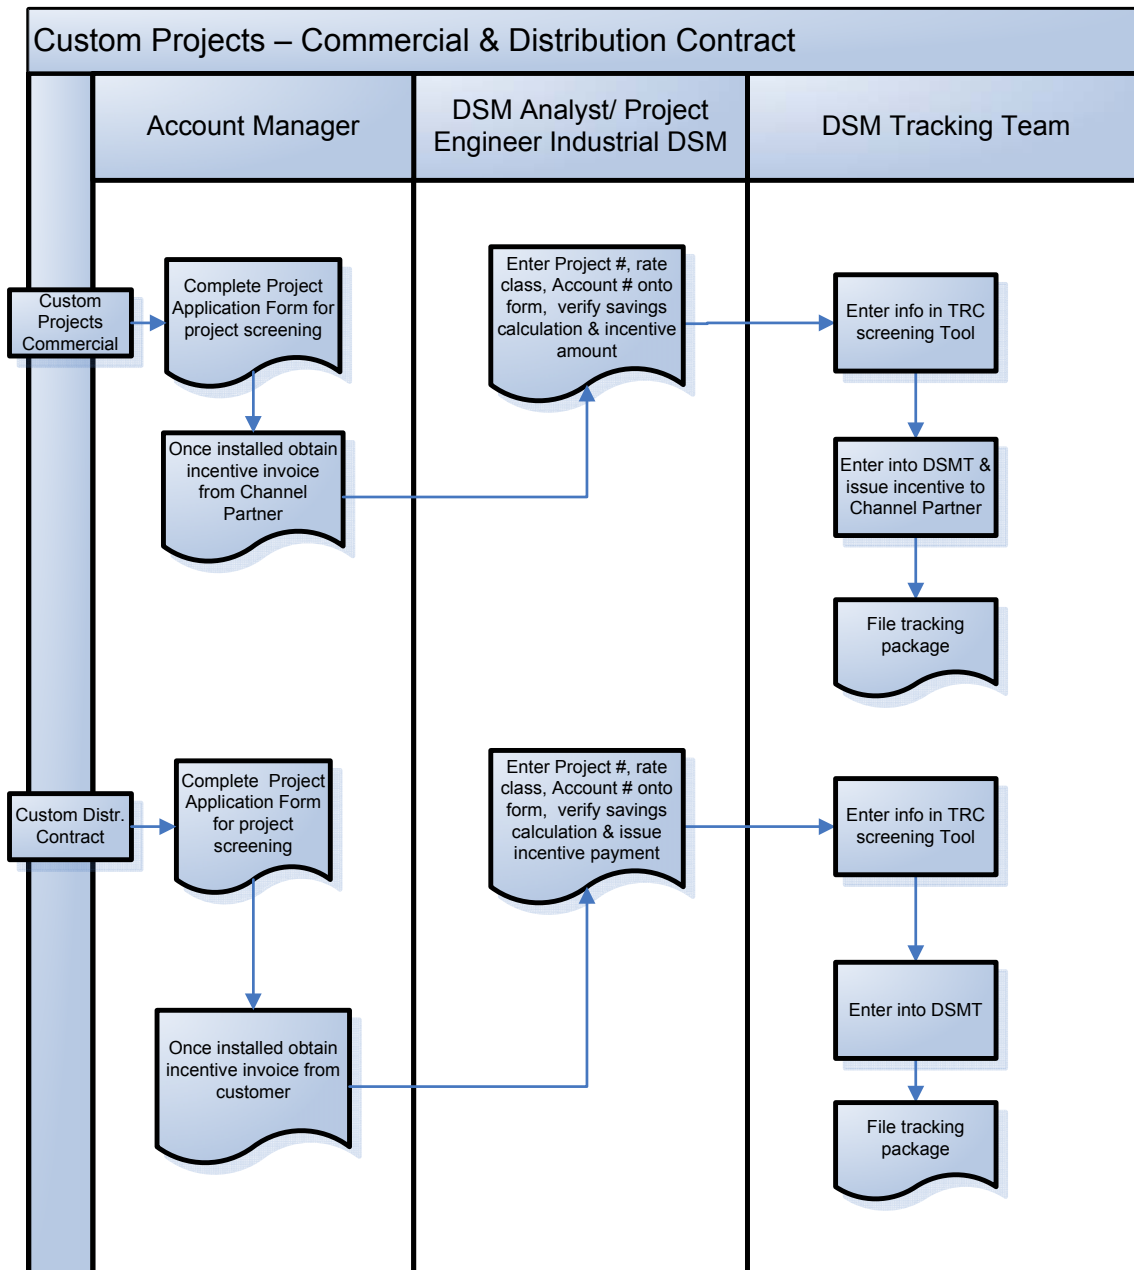 Custom Projects – Commercial & Distribution Contract
Account Manager
DSM Analyst/ Project
Engineer Industrial DSM
DSM Tracking Team
Custom
Projects
Commercial
Complete Project
Application Form for
project screening
Enter Project #, rate
class, Account # onto
form, verify savings
calculation & incentive
amount
Enter info in TRC
screening Tool
Once installed obtain
incentive invoice
from Channel
Partner
Enter into DSMT &
issue incentive to
Channel Partner
File tracking
package
Custom Distr.
Contract
Complete Project
Application Form
for project
screening
Enter Project #, rate
class, Account # onto
form, verify savings
calculation & issue
incentive payment
Enter info in TRC
screening Tool
Once installed obtain
incentive invoice from
customer
Enter into DSMT
File tracking
package